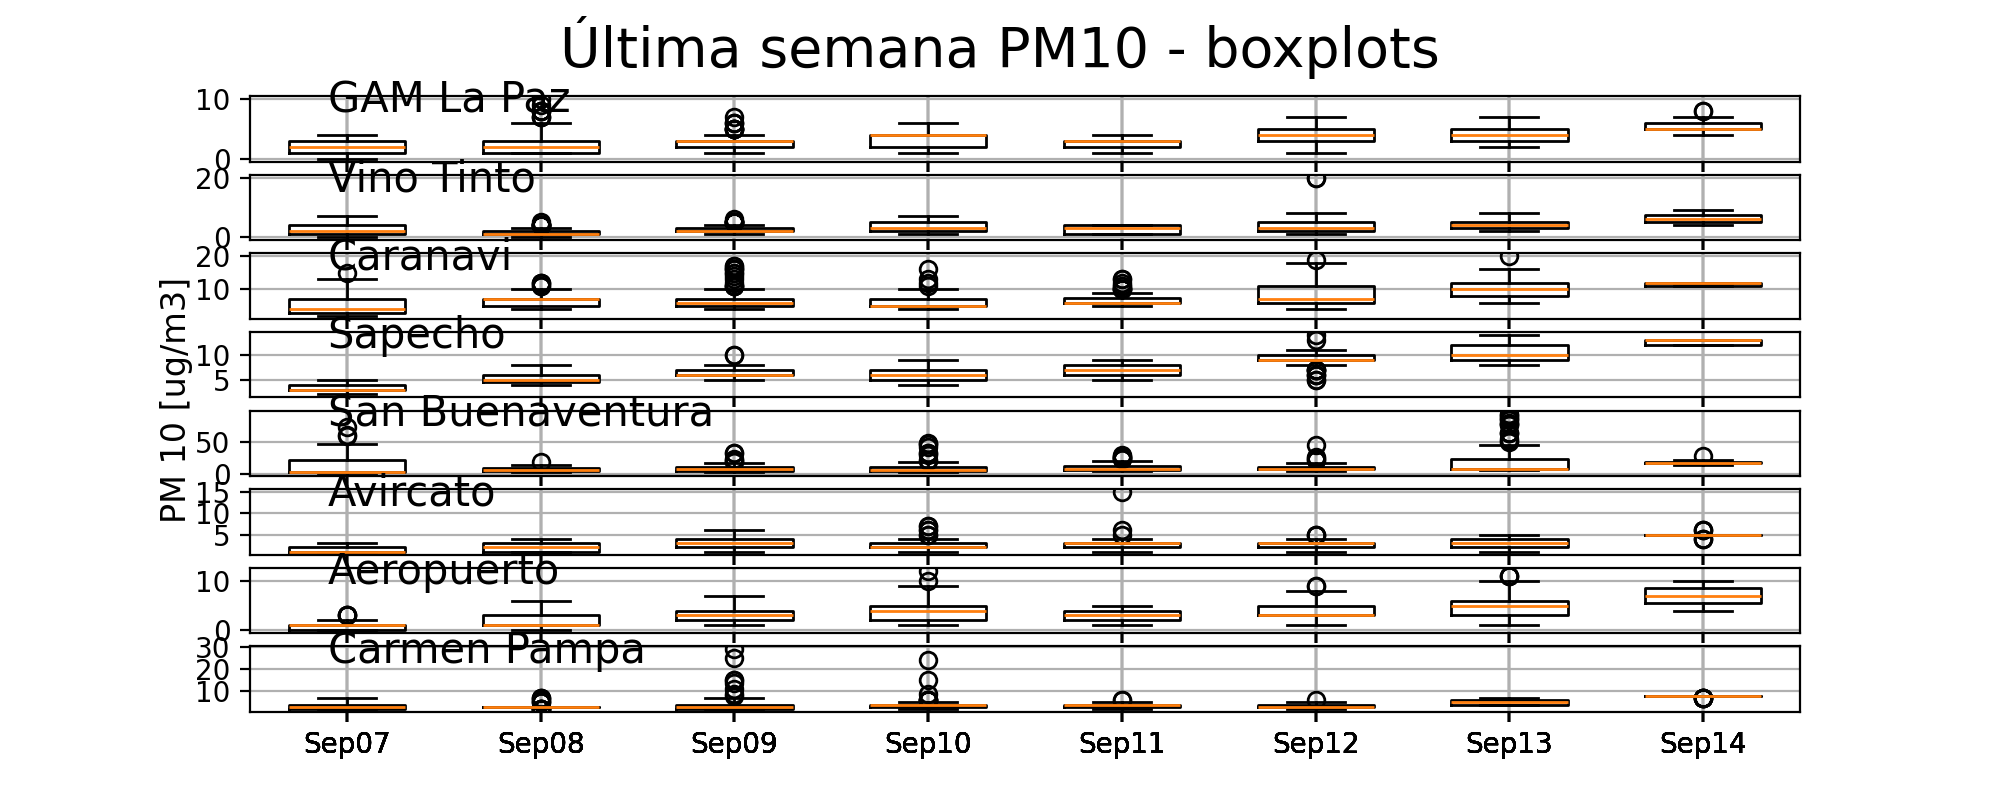 Última semana PM10 - boxplots
PM 10 [ug/m3]
GAM La Paz
10
0
Vino Tinto
20
0
Caranavi
20
10
Sapecho
10
5
San Buenaventura
50
0
Avircato
15
10
5
Aeropuerto
10
0
Carmen Pampa
30
20
10
Sep07 Sep08 Sep09 Sep10 Sep11 Sep12 Sep13 Sep14